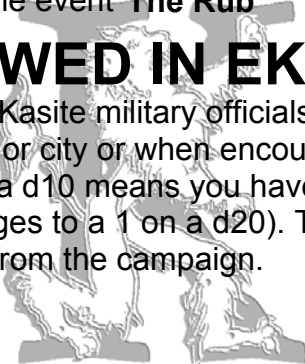 ne event The Rub
WED IN EK
Kasite military officials
or city or when encou
a d10 means you have
ges to a 1 on a d20). T
rom the campaign.